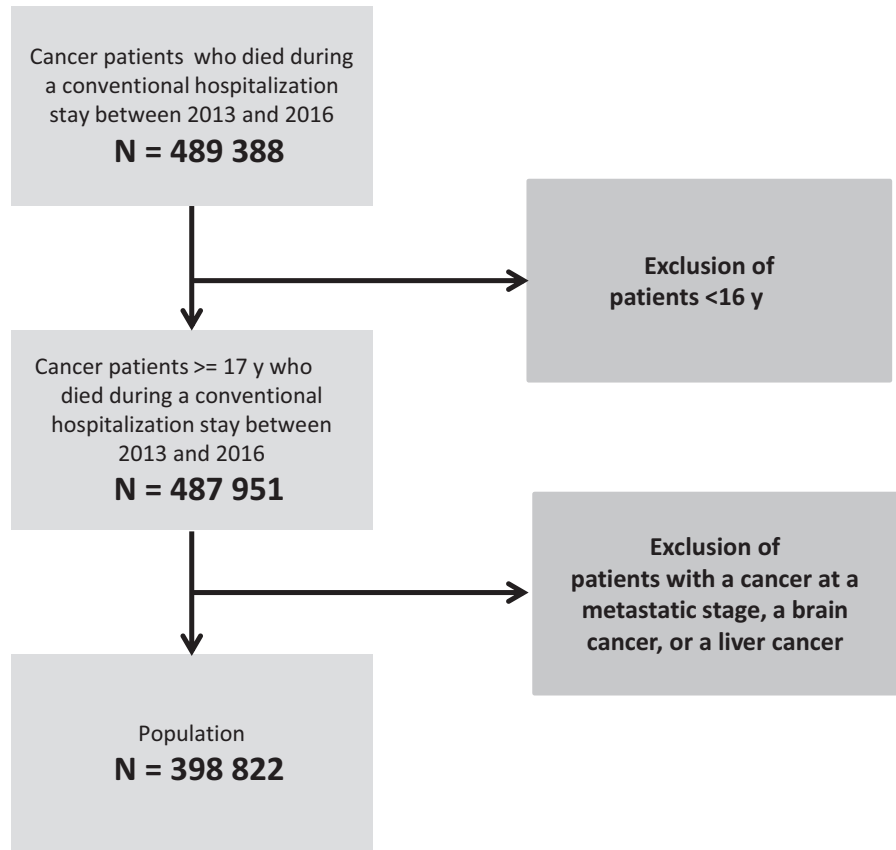 Cancer patients who died during
a conventional hospitalization
stay between 2013 and 2016
N = 489 388
Exclusion of
patients <16 y
Cancer patients >= 17 y who
died during a conventional
hospitalization stay between
2013 and 2016
N = 487 951
Exclusion of
patients with a cancer at a
metastatic stage, a brain
cancer, or a liver cancer
Population
N = 398 822